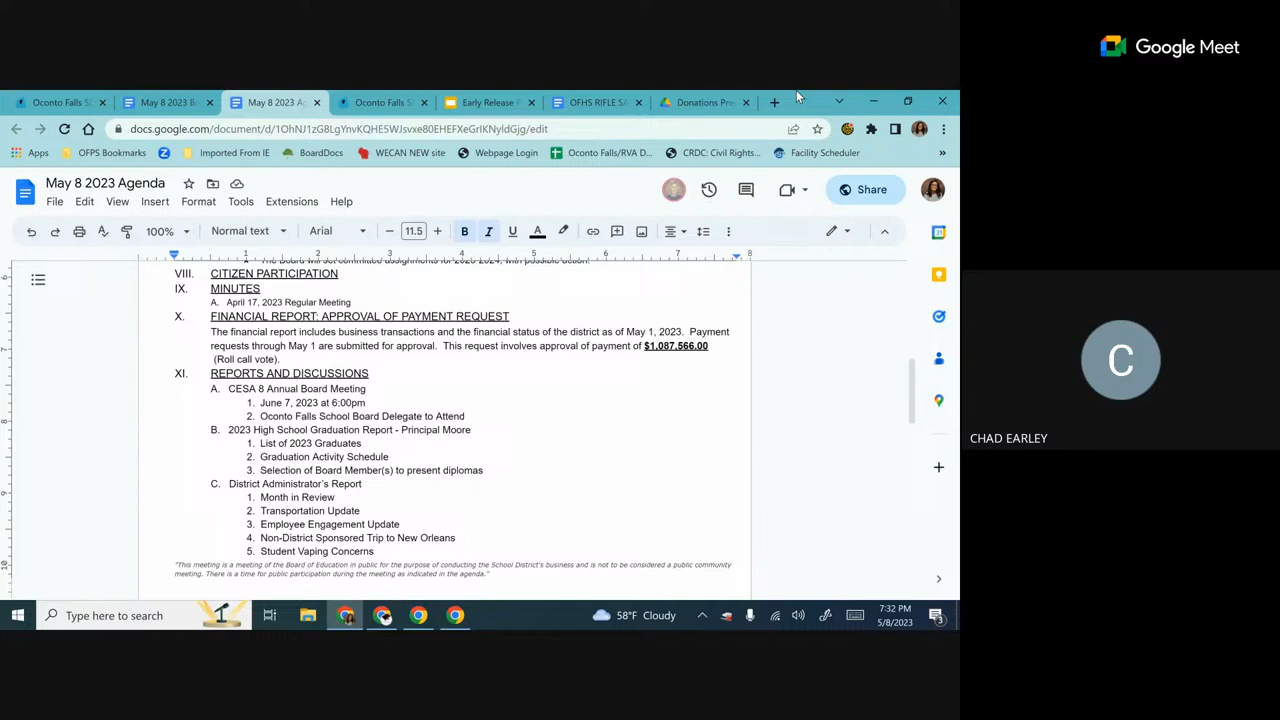 Google Meet
Oconto Falls S
May 8 2023 B
May 8 2023 A
Oconto Falls S
Early Release P
OFHS RIFLE SA
Donations Pre
docs.google.com/document/d/1OhNJ1zG8LgYnvKQHE5WJsvxe80EHEFXeGrIKNyldGjg/edit
Apps
OFPS Bookmarks
Imported From IE
BoardDocs
WECAN NEW site
Webpage Login
Oconto Falls/RVA D...
CRDC: Civil Rights...
Facility Scheduler
May 8 2023 Agenda
Share
File Edit View Insert Format Tools Extensions Help
100% Normal text Arial 11.5
1 2 3 4 5 6 7 8
VIII. CITIZEN PARTICIPATION
IX. MINUTES
A. April 17, 2023 Regular Meeting
X. FINANCIAL REPORT: APPROVAL OF PAYMENT REQUEST
The financial report includes business transactions and the financial status of the district as of May 1, 2023. Payment
requests through May 1 are submitted for approval. This request involves approval of payment of $1,087,566.00
(Roll call vote).
XI. REPORTS AND DISCUSSIONS
A. CESA 8 Annual Board Meeting
1. June 7, 2023 at 6:00pm
2. Oconto Falls School Board Delegate to Attend
B. 2023 High School Graduation Report - Principal Moore
1. List of 2023 Graduates
2. Graduation Activity Schedule
3. Selection of Board Member(s) to present diplomas
C. District Administrator's Report
1. Month in Review
2. Transportation Update
3. Employee Engagement Update
4. Non-District Sponsored Trip to New Orleans
5. Student Vaping Concerns
"This meeting is a meeting of the Board of Education in public for the purpose of conducting the School District's business and is not to be considered a public community
meeting. There is a time for public participation during the meeting as indicated in the agenda."
C
CHAD EARLEY
Type here to search
58°F Cloudy
7:32 PM
5/8/2023
3